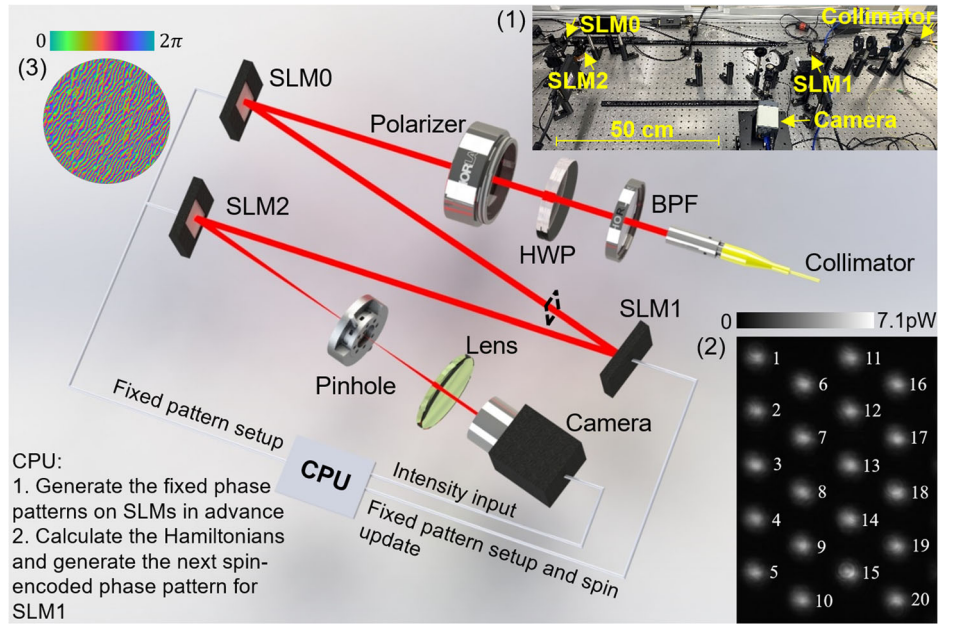 (1)
SLM0
Collimator
SLM2
SLM1
Camera
50 cm
0 2π
(3)
SLM0
Polarizer
SLM2
HWP
BPF
Collimator
SLM1
Lens
Pinhole
Camera
Fixed pattern setup
CPU
Intensity input
Fixed pattern setup and spin
update
CPU:
1. Generate the fixed phase
patterns on SLMs in advance
2. Calculate the Hamiltonians
and generate the next spin-
encoded phase pattern for
SLM1
0 7.1pW
(2)
1 11
6 16
2 12
7 17
3 13
8 18
4 14
9 19
5 15
10 20